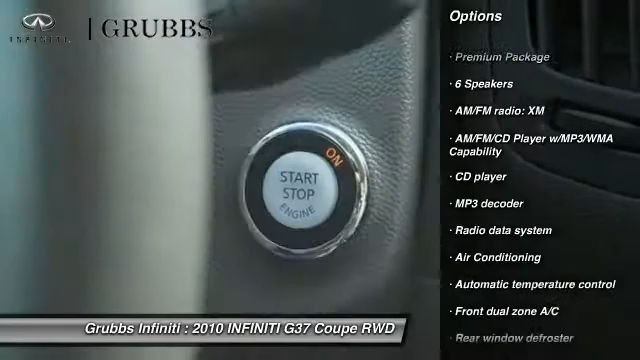 INFINITI
| GRUBBS
Options
· Premium Package
· 6 Speakers
· AM/FM radio: XM
· AM/FM/CD Player w/MP3/WMA
Capability
· CD player
· MP3 decoder
· Radio data system
· Air Conditioning
· Automatic temperature control
· Front dual zone A/C
· Rear window defroster
ON
START
STOP
ENGINE
Grubbs Infiniti : 2010 INFINITI G37 Coupe RWD